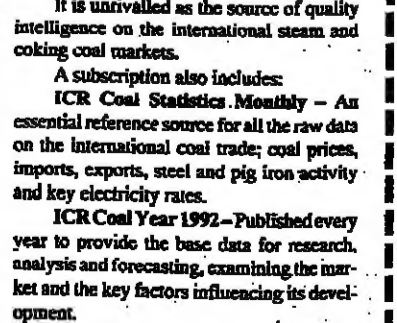 It is unrivalled as the source of quality
intelligence on the international steam and
coking coal markets.
A subscription also includes:
ICR Coal Statistics Monthly – An
essential reference source for all the raw data
on the international coal trade; coal prices,
imports, exports, steel and pig iron activity
and key electricity rates.
ICR Coal Year 1992 – Published every
year to provide the base data for research,
analysis and forecasting, examining the mar-
ket and the key factors influencing its devel-
opment.